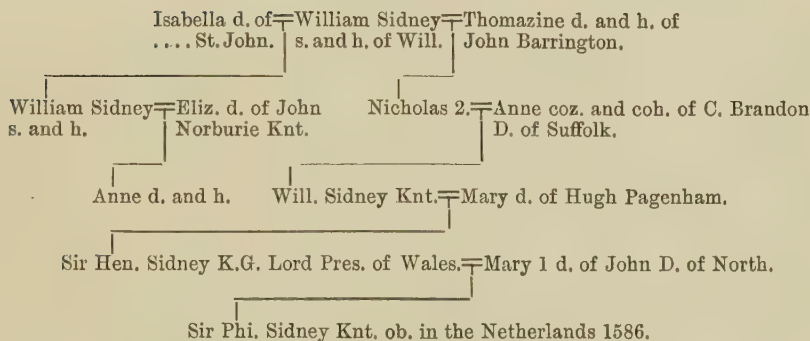 Isabella d. of William Sidney Thomazine d. and h. of
.... St. John. s. and h. of Will. John Barrington.
William Sidney Eliz. d. of John Nicholas 2. Anne coz. and coh. of C. Brandon
s. and h. Norburie Knt. D. of Suffolk.
Anne d. and h. Will. Sidney Knt. Mary d. of Hugh Pagenham.
Sir Hen. Sidney K.G. Lord Pres. of Wales. Mary 1 d. of John D. of North.
Sir Phi. Sidney Knt. ob. in the Netherlands 1586.